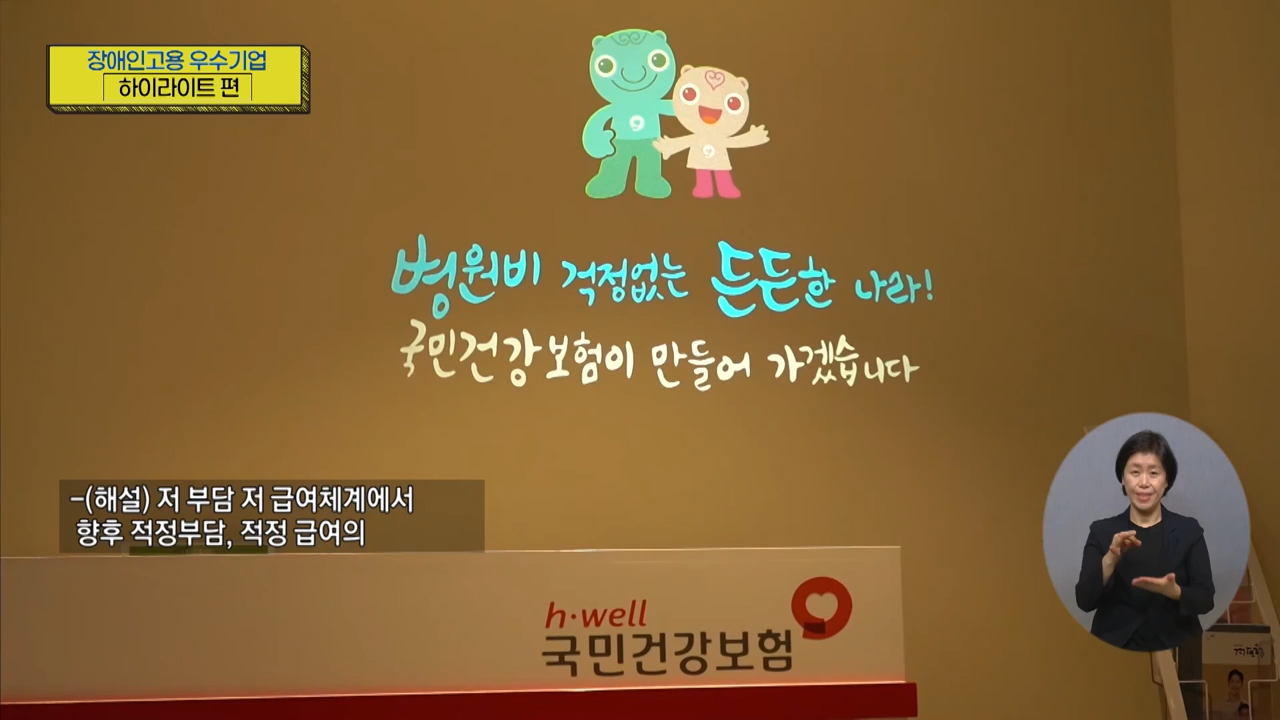 장애인고용 우수기업
하이라이트 편
병원비 걱정없는 든든한 나라!
국민건강보험이 만들어 가겠습니다
-(해설) 저 부담 저 급여체계에서
향후 적정부담, 적정 급여의
h·well
국민건강보험